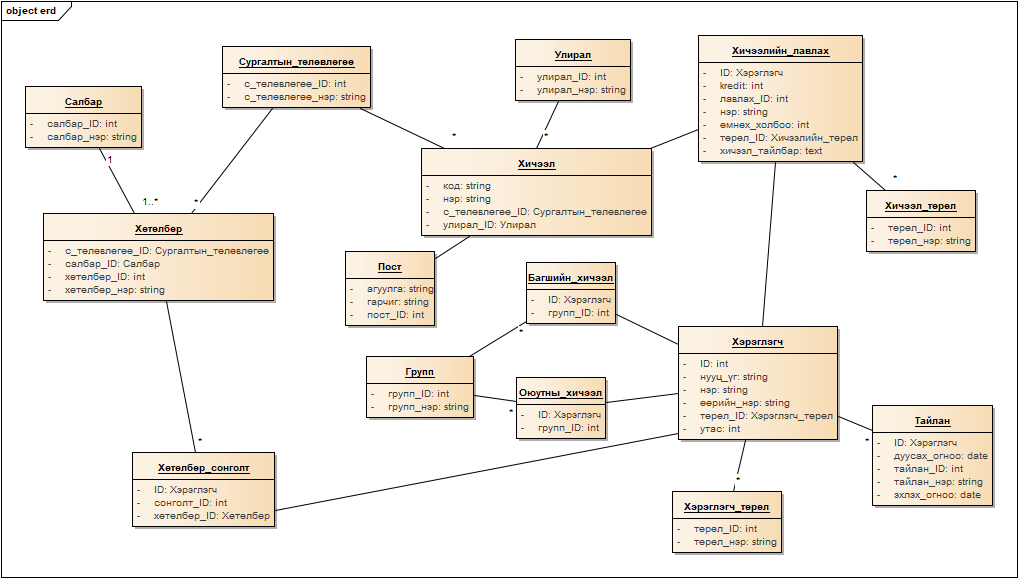 object erd
Салбар
- салбар_ID: int
- салбар_нэр: string
Сургалтын_төлөвлөгөө
- с_төлөвлөгөө_ID: int
- с_төлөвлөгөө_нэр: string
Улирал
- улирал_ID: int
- улирал_нэр: string
Хичээлийн_лавлах
- ID: Хэрэглэгч
- kredit: int
- лавлах_ID: int
- нэр: string
- өмнөх_холбоо: int
- төрөл_ID: Хичээлийн_төрөл
- хичээл_тайлбар: text
1
1..*
*
*
*
*
Хичээл
- код: string
- нэр: string
- с_төлөвлөгөө_ID: Сургалтын_төлөвлөгөө
- улирал_ID: Улирал
Хичээл_төрөл
- төрөл_ID: int
- төрөл_нэр: string
Хөтөлбөр
- с_төлөвлөгөө_ID: Сургалтын_төлөвлөгөө
- салбар_ID: Салбар
- хөтөлбөр_ID: int
- хөтөлбөр_нэр: string
Пост
- агуулга: string
- гарчиг: string
- пост_ID: int
Багшийн_хичээл
- ID: Хэрэглэгч
- групп_ID: int
*
Групп
- групп_ID: int
- групп_нэр: string
Оюутны_хичээл
- ID: Хэрэглэгч
- групп_ID: int
*
Хэрэглэгч
- ID: int
- нууц_үг: string
- нэр: string
- өөрийн_нэр: string
- төрөл_ID: Хэрэглэгч_төрөл
- утас: int
*
Тайлан
- ID: Хэрэглэгч
- дуусах_огноо: date
- тайлан_ID: int
- тайлан_нэр: string
- эхлэх_огноо: date
*
Хөтөлбөр_сонголт
- ID: Хэрэглэгч
- сонголт_ID: int
- хөтөлбөр_ID: Хөтөлбөр
*
Хэрэглэгч_төрөл
- төрөл_ID: int
- төрөл_нэр: string